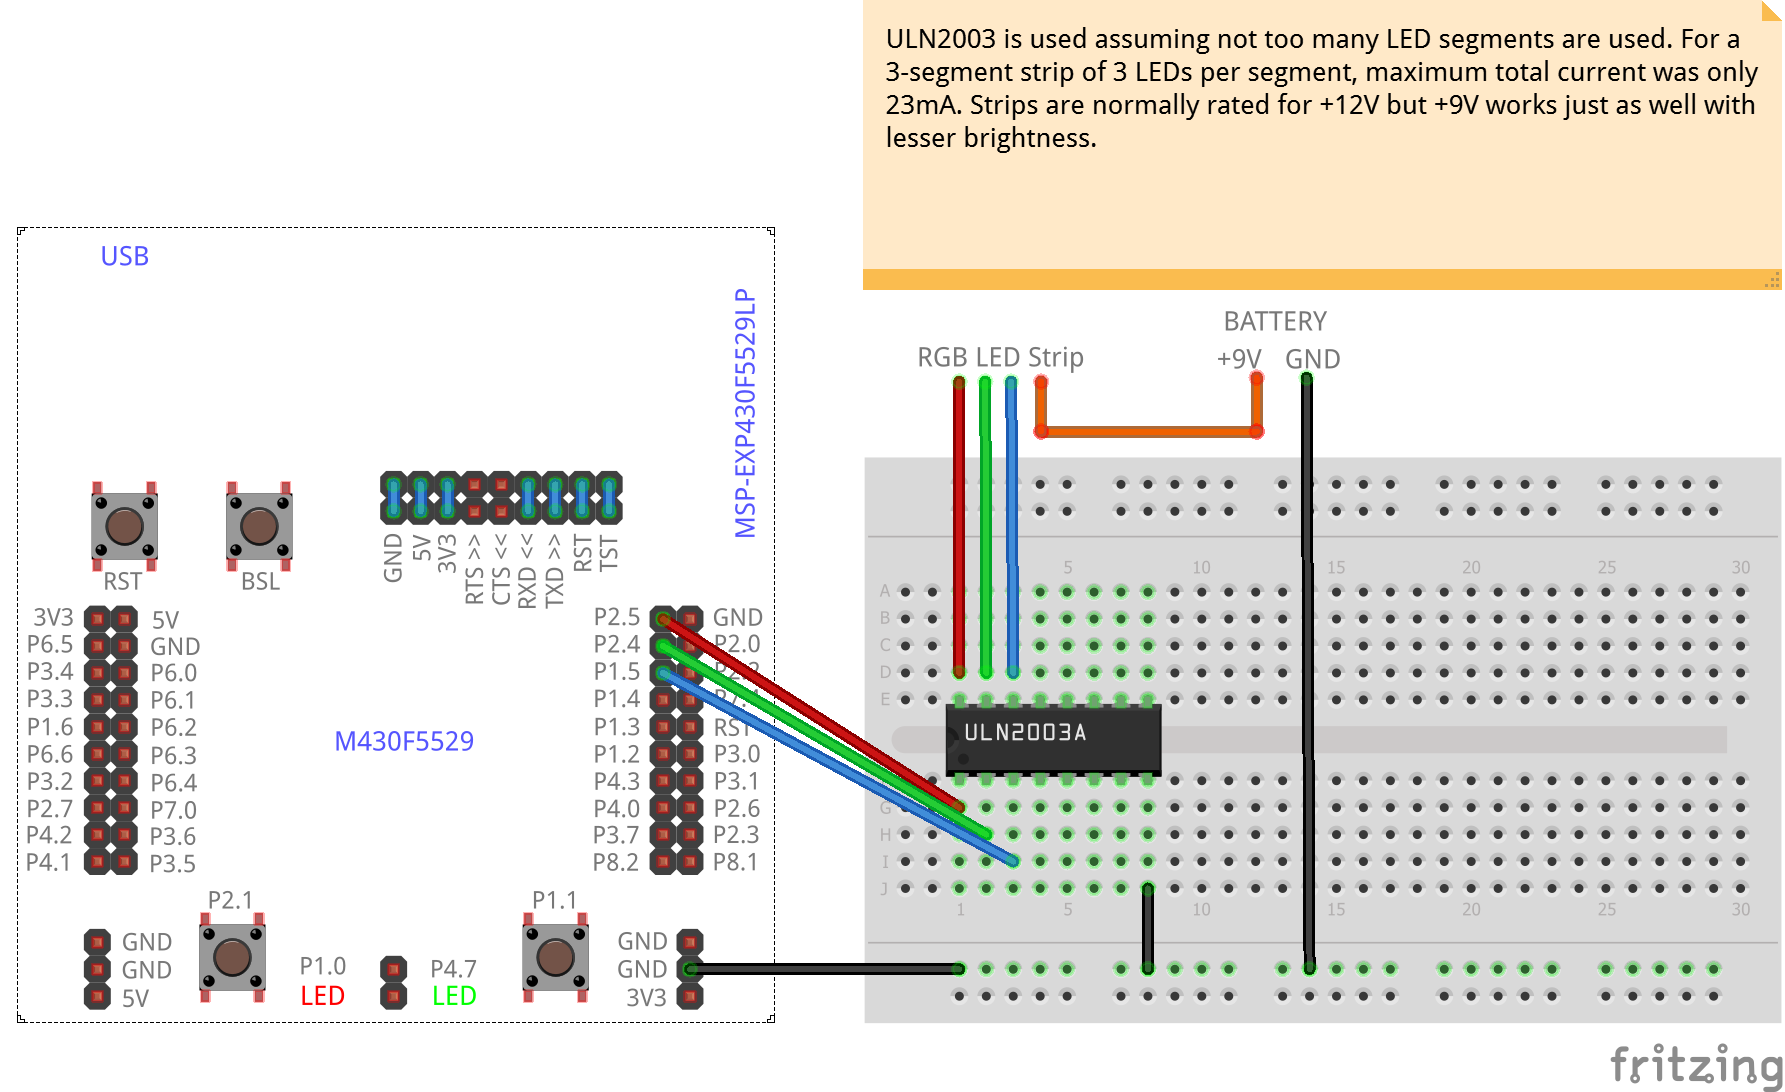 ULN2003 is used assuming not too many LED segments are used. For a
3-segment strip of 3 LEDs per segment, maximum total current was only
23mA. Strips are normally rated for +12V but +9V works just as well with
lesser brightness.
USB
MSP-EXP430F5529LP
BATTERY
RGB LED Strip
+9V GND
RST
BSL
GND
5V
3V3
RTS >>
CTS <<
RXD <<
TXD >>
RST
TST
3V3 5V
P6.5 GND
P3.4 P6.0
P3.3 P6.1
P1.6 P6.2
P6.6 P6.3
P3.2 P6.4
P2.7 P7.0
P4.2 P3.6
P4.1 P3.5
M430F5529
P2.5 GND
P2.4 P2.0
P1.5
P1.4
P1.3 RST
P1.2 P3.0
P4.3 P3.1
P4.0 P2.6
P3.7 P2.3
P8.2 P8.1
P2.1
P1.1
GND
GND
5V
P1.0
LED
P4.7
LED
GND
GND
3V3
5 10 15 20 25 30
A
B
C
D
E
ULN2003A
G
H
I
J
1 5 10 15 20 25 30
fritzing